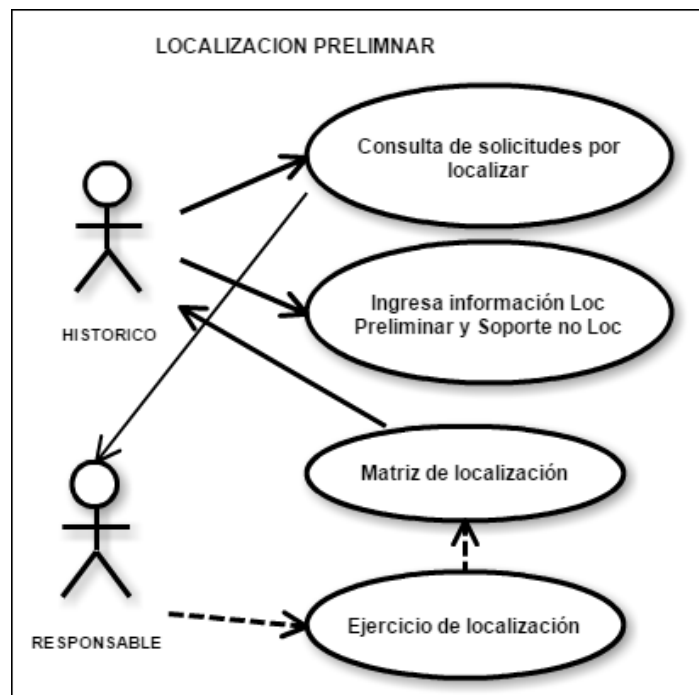 LOCALIZACION PRELIMNAR
Consulta de solicitudes por
localizar
HISTORICO
Ingresa información Loc
Preliminar y Soporte no Loc
Matriz de localización
RESPONSABLE
Ejercicio de localización